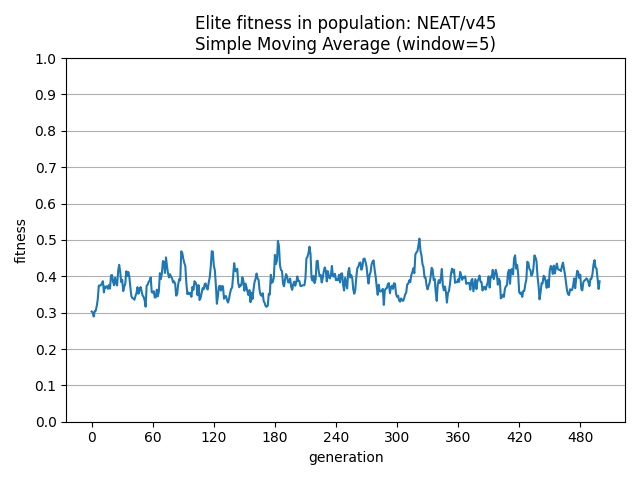 Elite fitness in population: NEAT/v45
Simple Moving Average (window=5)
1.0
0.9
0.8
0.7
0.6
0.5
0.4
0.3
0.2
0.1
0.0
fitness
0 60 120 180 240 300 360 420 480
generation